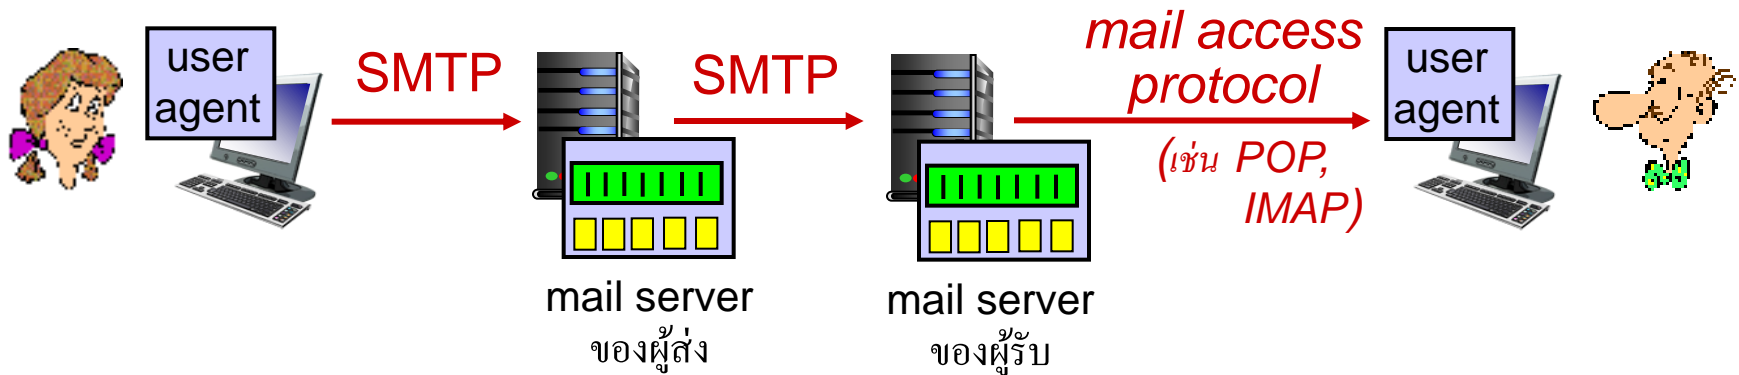 user
agent
SMTP
SMTP
mail access
protocol
(เช่น POP,
IMAP)
user
agent
mail server
ของผู้ส่ง
mail server
ของผู้รับ